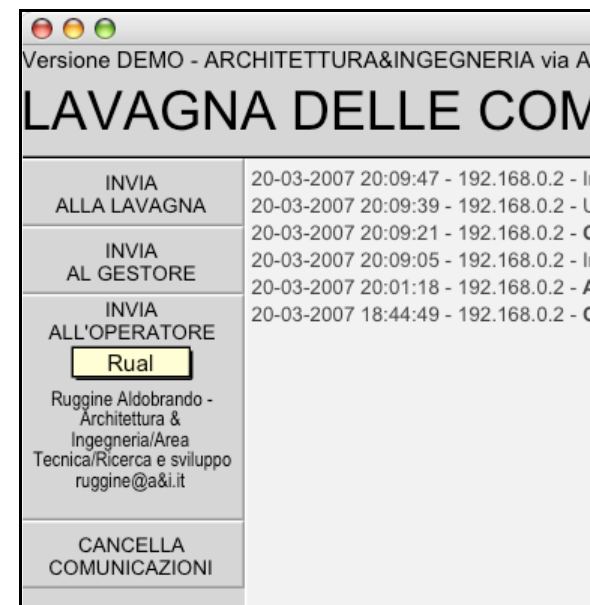 Versione DEMO - ARCHITETTURA&INGEGNERIA via A
LAVAGNA DELLE COM
INVIA
ALLA LAVAGNA
INVIA
AL GESTORE
INVIA
ALL'OPERATORE
Rual
Ruggine Aldobrando -
Architettura &
Ingegneria/Area
Tecnica/Ricerca e sviluppo
ruggine@a&i.it
CANCELLA
COMUNICAZIONI
20-03-2007 20:09:47 - 192.168.0.2 - I
20-03-2007 20:09:39 - 192.168.0.2 - U
20-03-2007 20:09:21 - 192.168.0.2 - C
20-03-2007 20:09:05 - 192.168.0.2 - I
20-03-2007 20:01:18 - 192.168.0.2 - A
20-03-2007 18:44:49 - 192.168.0.2 - C